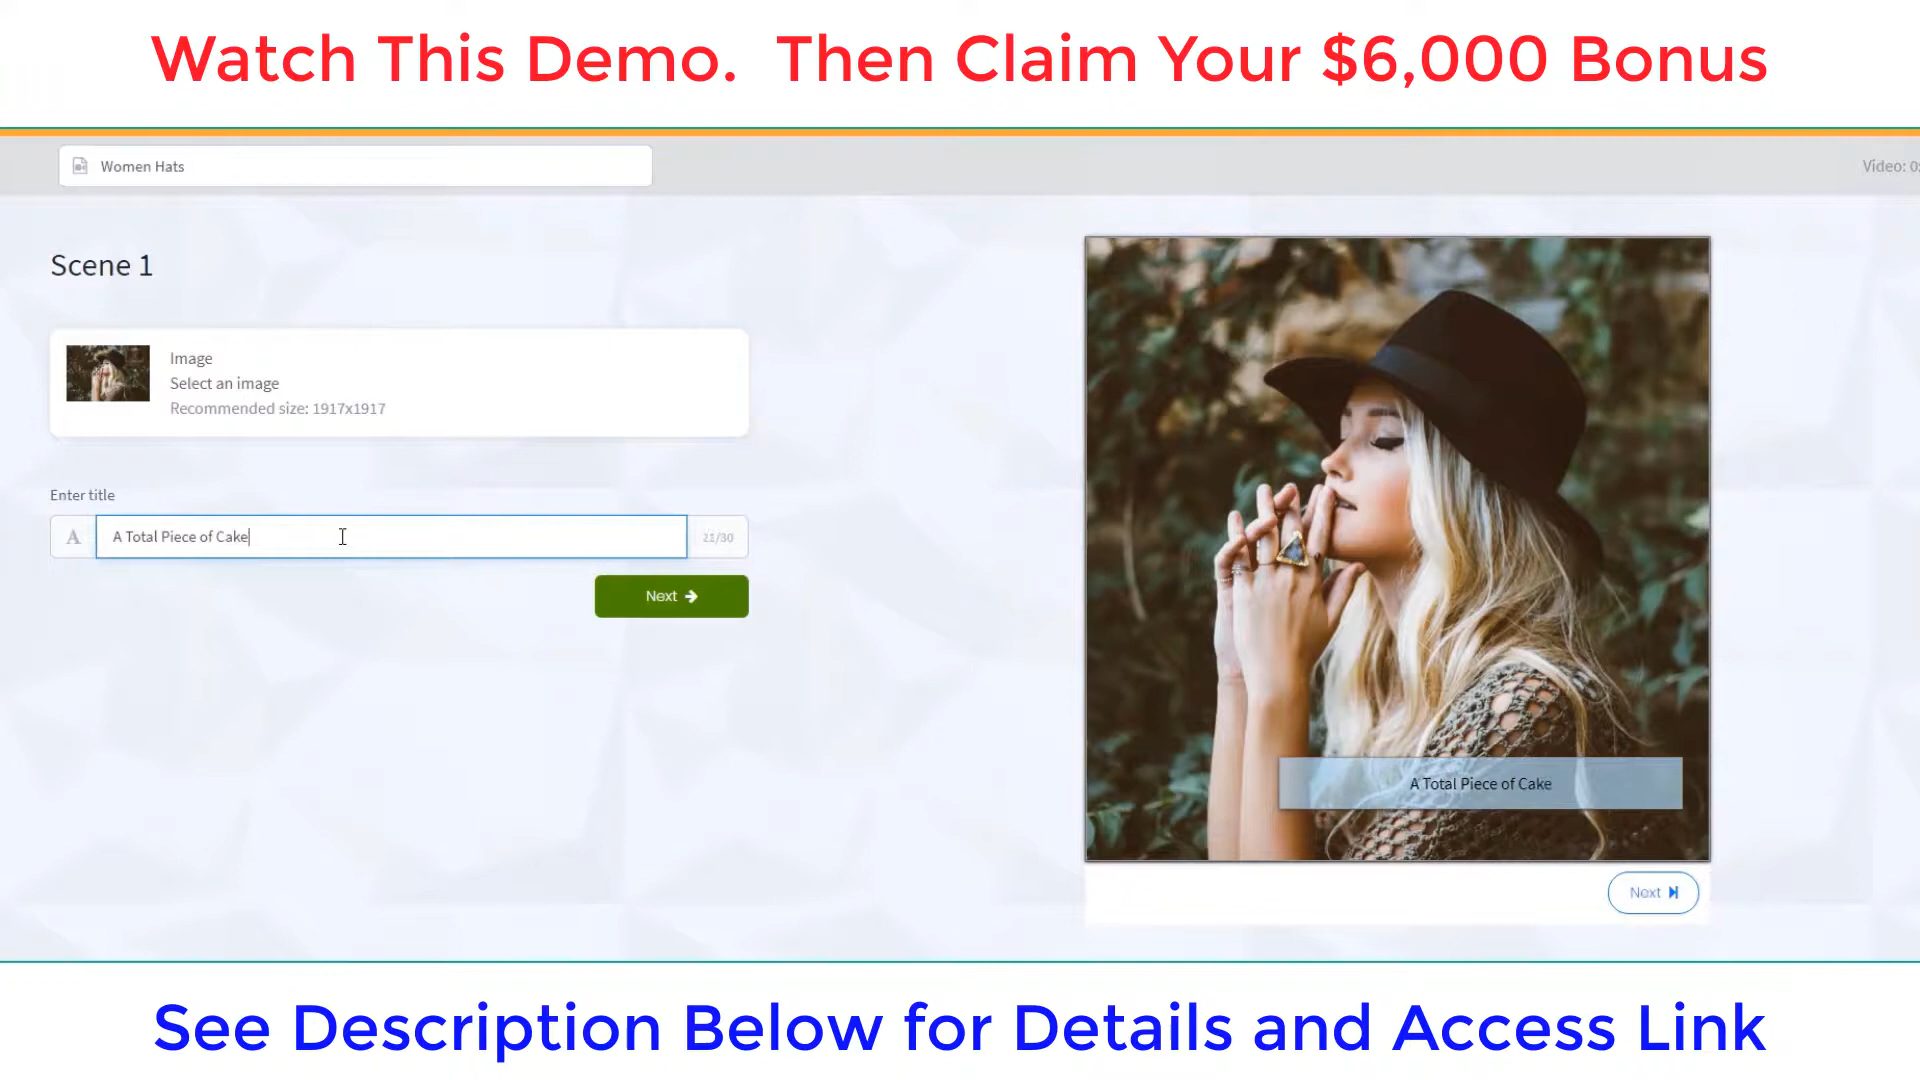 Watch This Demo.  Then Claim Your $6,000 Bonus
Women Hats
Video: 0:
Scene 1
Image
Select an image
Recommended size: 1917x1917
Enter title
A
A Total Piece of Cake
/30
Next
A Total Piece of Cake
Next
See Description Below for Details and Access Link